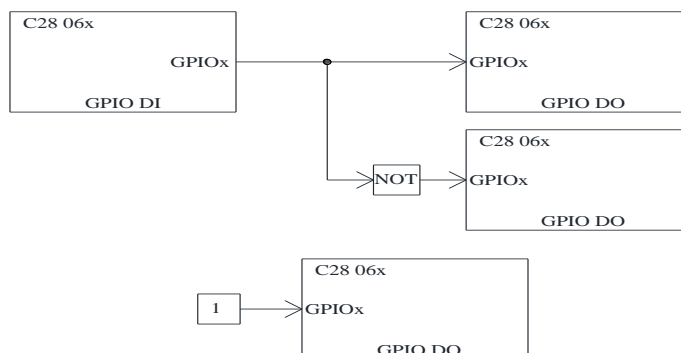 C28 06x
GPIOx
GPIO DI
C28 06x
GPIOx
GPIO DO
C28 06x
NOT
GPIOx
GPIO DO
C28 06x
1
GPIOx
GPIO DO